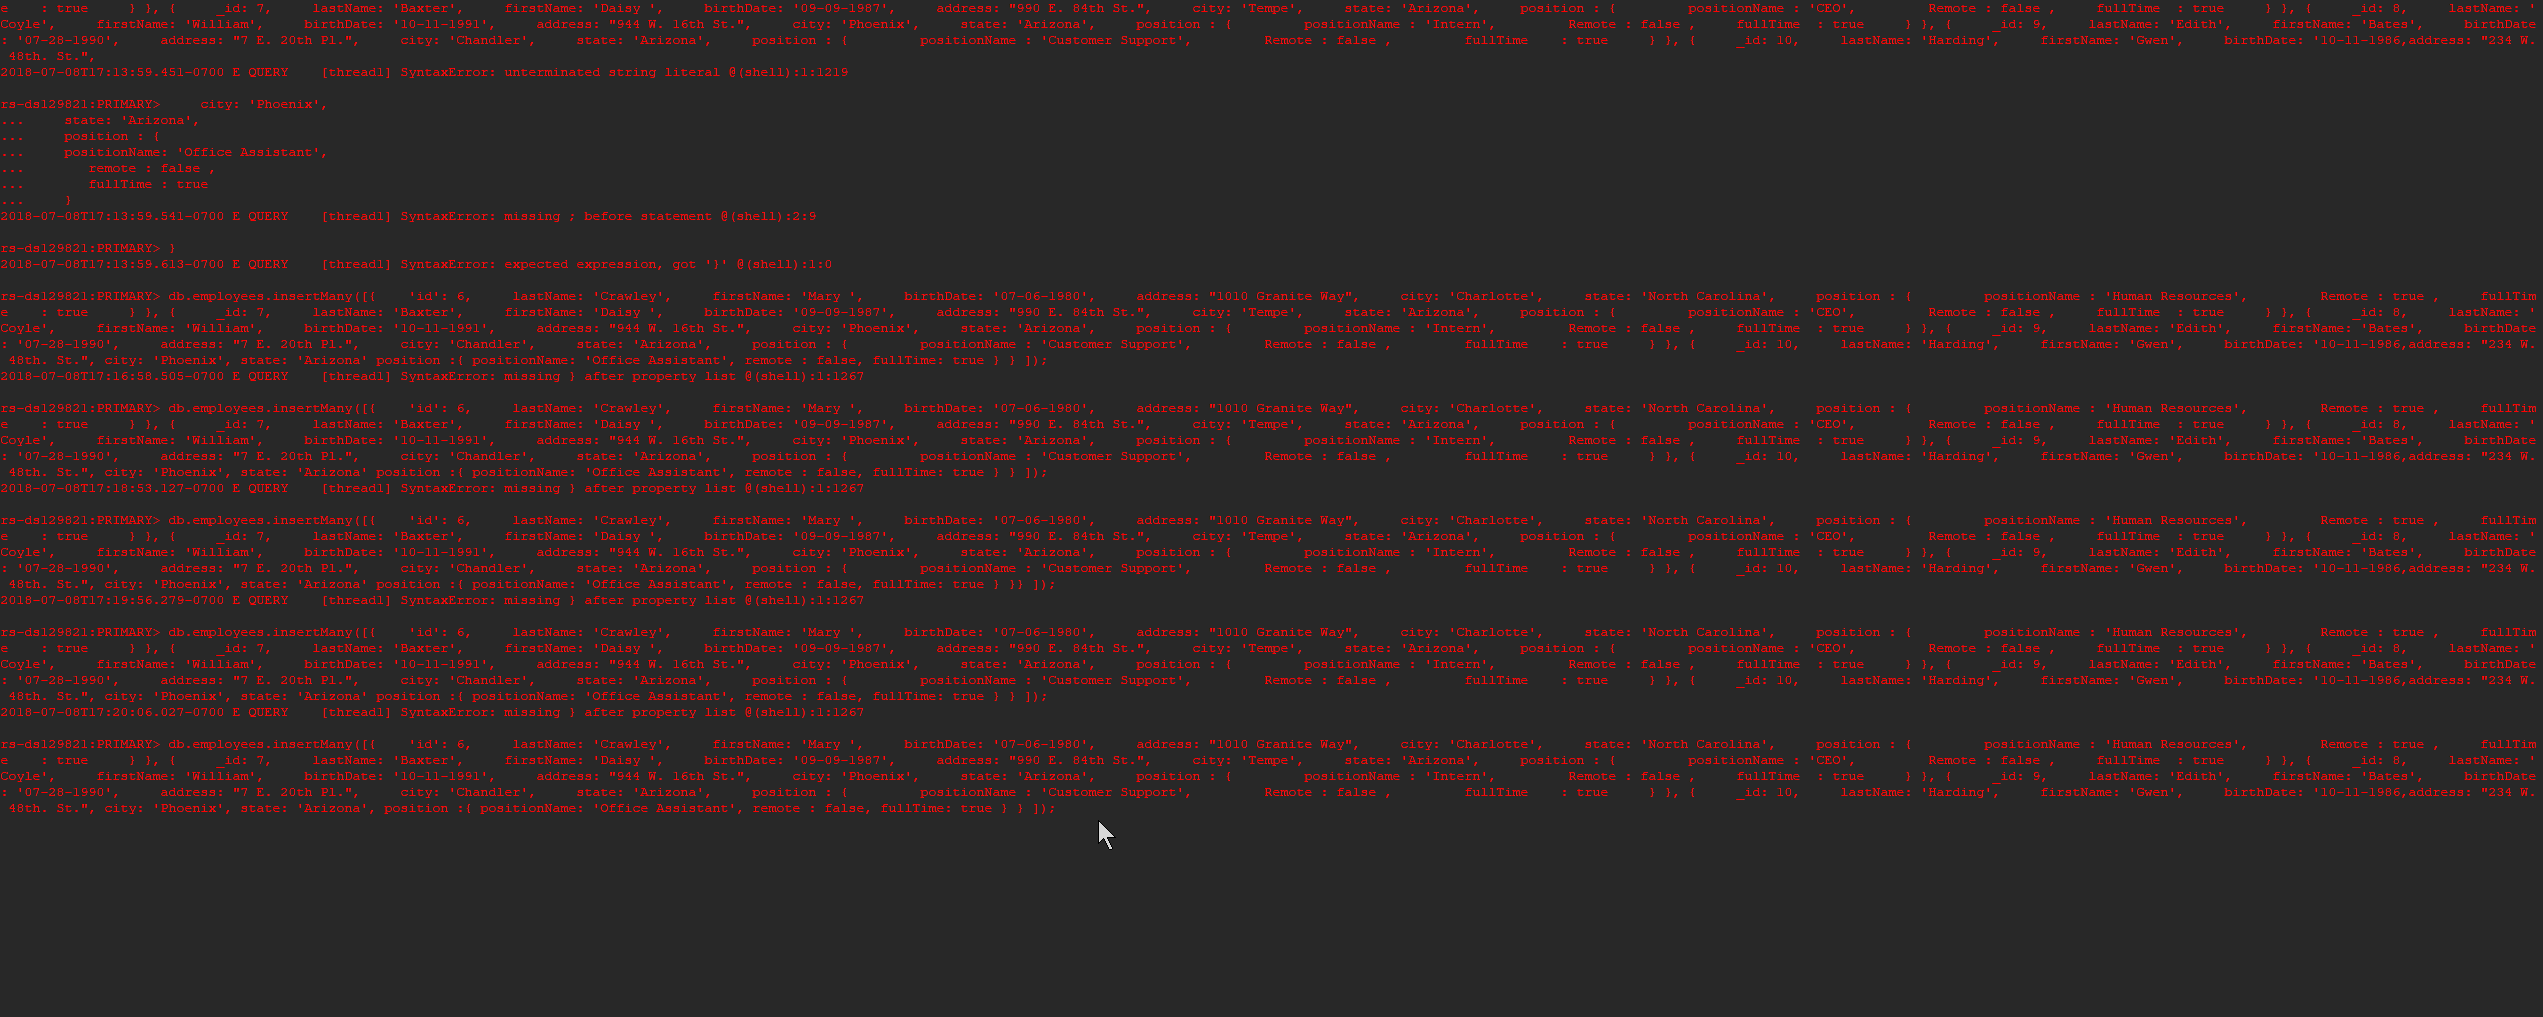 e    : true     } }, {     _id: 7,     lastName: 'Baxter',     firstName: 'Daisy ',     birthDate: '09-09-1987',     address: "990 E. 84th St.",     city: 'Tempe',     state: 'Arizona',     position : {         positionName : 'CEO',         Remote : false ,     fullTime  : true     } }, {     _id: 8,     lastName: '
Coyle',     firstName: 'William',     birthDate: '10-11-1991',     address: "944 W. 16th St.",     city: 'Phoenix',     state: 'Arizona',     position : {         positionName : 'Intern',         Remote : false ,     fullTime  : true     } }, {     _id: 9,     lastName: 'Edith',     firstName: 'Bates',     birthDate
: '07-28-1990',     address: "7 E. 20th Pl.",     city: 'Chandler',     state: 'Arizona',     position : {         positionName : 'Customer Support',         Remote : false ,         fullTime    : true     } }, {     _id: 10,     lastName: 'Harding',     firstName: 'Gwen',     birthDate: '10-11-1986,address: "234 W.
 48th. St.",
2018-07-08T17:13:59.451-0700 E QUERY    [thread1] SyntaxError: unterminated string literal @(shell):1:1219
rs-ds129821:PRIMARY>     city: 'Phoenix',
...     state: 'Arizona',
...     position : {
...     positionName: 'Office Assistant',
...        remote : false ,
...        fullTime : true
...     }
2018-07-08T17:13:59.541-0700 E QUERY    [thread1] SyntaxError: missing ; before statement @(shell):2:9
rs-ds129821:PRIMARY> }
2018-07-08T17:13:59.613-0700 E QUERY    [thread1] SyntaxError: expected expression, got '}' @(shell):1:0
rs-ds129821:PRIMARY> db.employees.insertMany([{    'id': 6,     lastName: 'Crawley',     firstName: 'Mary ',     birthDate: '07-06-1980',     address: "1010 Granite Way",     city: 'Charlotte',     state: 'North Carolina',     position : {         positionName : 'Human Resources',         Remote : true ,     fullTim
e    : true     } }, {     _id: 7,     lastName: 'Baxter',     firstName: 'Daisy ',     birthDate: '09-09-1987',     address: "990 E. 84th St.",     city: 'Tempe',     state: 'Arizona',     position : {         positionName : 'CEO',         Remote : false ,     fullTime  : true     } }, {     _id: 8,     lastName: '
Coyle',     firstName: 'William',     birthDate: '10-11-1991',     address: "944 W. 16th St.",     city: 'Phoenix',     state: 'Arizona',     position : {         positionName : 'Intern',         Remote : false ,     fullTime  : true     } }, {     _id: 9,     lastName: 'Edith',     firstName: 'Bates',     birthDate
: '07-28-1990',     address: "7 E. 20th Pl.",     city: 'Chandler',     state: 'Arizona',     position : {         positionName : 'Customer Support',         Remote : false ,         fullTime    : true     } }, {     _id: 10,     lastName: 'Harding',     firstName: 'Gwen',     birthDate: '10-11-1986,address: "234 W.
 48th. St.", city: 'Phoenix', state: 'Arizona' position :{ positionName: 'Office Assistant', remote : false, fullTime: true } } ]);
2018-07-08T17:16:58.505-0700 E QUERY    [thread1] SyntaxError: missing } after property list @(shell):1:1267
rs-ds129821:PRIMARY> db.employees.insertMany([{    'id': 6,     lastName: 'Crawley',     firstName: 'Mary ',     birthDate: '07-06-1980',     address: "1010 Granite Way",     city: 'Charlotte',     state: 'North Carolina',     position : {         positionName : 'Human Resources',         Remote : true ,     fullTim
e    : true     } }, {     _id: 7,     lastName: 'Baxter',     firstName: 'Daisy ',     birthDate: '09-09-1987',     address: "990 E. 84th St.",     city: 'Tempe',     state: 'Arizona',     position : {         positionName : 'CEO',         Remote : false ,     fullTime  : true     } }, {     _id: 8,     lastName: '
Coyle',     firstName: 'William',     birthDate: '10-11-1991',     address: "944 W. 16th St.",     city: 'Phoenix',     state: 'Arizona',     position : {         positionName : 'Intern',         Remote : false ,     fullTime  : true     } }, {     _id: 9,     lastName: 'Edith',     firstName: 'Bates',     birthDate
: '07-28-1990',     address: "7 E. 20th Pl.",     city: 'Chandler',     state: 'Arizona',     position : {         positionName : 'Customer Support',         Remote : false ,         fullTime    : true     } }, {     _id: 10,     lastName: 'Harding',     firstName: 'Gwen',     birthDate: '10-11-1986,address: "234 W.
 48th. St.", city: 'Phoenix', state: 'Arizona' position :{ positionName: 'Office Assistant', remote : false, fullTime: true } } ]);
2018-07-08T17:18:53.127-0700 E QUERY    [thread1] SyntaxError: missing } after property list @(shell):1:1267
rs-ds129821:PRIMARY> db.employees.insertMany([{    'id': 6,     lastName: 'Crawley',     firstName: 'Mary ',     birthDate: '07-06-1980',     address: "1010 Granite Way",     city: 'Charlotte',     state: 'North Carolina',     position : {         positionName : 'Human Resources',         Remote : true ,     fullTim
e    : true     } }, {     _id: 7,     lastName: 'Baxter',     firstName: 'Daisy ',     birthDate: '09-09-1987',     address: "990 E. 84th St.",     city: 'Tempe',     state: 'Arizona',     position : {         positionName : 'CEO',         Remote : false ,     fullTime  : true     } }, {     _id: 8,     lastName: '
Coyle',     firstName: 'William',     birthDate: '10-11-1991',     address: "944 W. 16th St.",     city: 'Phoenix',     state: 'Arizona',     position : {         positionName : 'Intern',         Remote : false ,     fullTime  : true     } }, {     _id: 9,     lastName: 'Edith',     firstName: 'Bates',     birthDate
: '07-28-1990',     address: "7 E. 20th Pl.",     city: 'Chandler',     state: 'Arizona',     position : {         positionName : 'Customer Support',         Remote : false ,         fullTime    : true     } }, {     _id: 10,     lastName: 'Harding',     firstName: 'Gwen',     birthDate: '10-11-1986,address: "234 W.
 48th. St.", city: 'Phoenix', state: 'Arizona' position :{ positionName: 'Office Assistant', remote : false, fullTime: true } }} ]);
2018-07-08T17:19:56.279-0700 E QUERY    [thread1] SyntaxError: missing } after property list @(shell):1:1267
rs-ds129821:PRIMARY> db.employees.insertMany([{    'id': 6,     lastName: 'Crawley',     firstName: 'Mary ',     birthDate: '07-06-1980',     address: "1010 Granite Way",     city: 'Charlotte',     state: 'North Carolina',     position : {         positionName : 'Human Resources',         Remote : true ,     fullTim
e    : true     } }, {     _id: 7,     lastName: 'Baxter',     firstName: 'Daisy ',     birthDate: '09-09-1987',     address: "990 E. 84th St.",     city: 'Tempe',     state: 'Arizona',     position : {         positionName : 'CEO',         Remote : false ,     fullTime  : true     } }, {     _id: 8,     lastName: '
Coyle',     firstName: 'William',     birthDate: '10-11-1991',     address: "944 W. 16th St.",     city: 'Phoenix',     state: 'Arizona',     position : {         positionName : 'Intern',         Remote : false ,     fullTime  : true     } }, {     _id: 9,     lastName: 'Edith',     firstName: 'Bates',     birthDate
: '07-28-1990',     address: "7 E. 20th Pl.",     city: 'Chandler',     state: 'Arizona',     position : {         positionName : 'Customer Support',         Remote : false ,         fullTime    : true     } }, {     _id: 10,     lastName: 'Harding',     firstName: 'Gwen',     birthDate: '10-11-1986,address: "234 W.
 48th. St.", city: 'Phoenix', state: 'Arizona' position :{ positionName: 'Office Assistant', remote : false, fullTime: true } } ]);
2018-07-08T17:20:06.027-0700 E QUERY    [thread1] SyntaxError: missing } after property list @(shell):1:1267
rs-ds129821:PRIMARY> db.employees.insertMany([{    'id': 6,     lastName: 'Crawley',     firstName: 'Mary ',     birthDate: '07-06-1980',     address: "1010 Granite Way",     city: 'Charlotte',     state: 'North Carolina',     position : {         positionName : 'Human Resources',         Remote : true ,     fullTim
e    : true     } }, {     _id: 7,     lastName: 'Baxter',     firstName: 'Daisy ',     birthDate: '09-09-1987',     address: "990 E. 84th St.",     city: 'Tempe',     state: 'Arizona',     position : {         positionName : 'CEO',         Remote : false ,     fullTime  : true     } }, {     _id: 8,     lastName: '
Coyle',     firstName: 'William',     birthDate: '10-11-1991',     address: "944 W. 16th St.",     city: 'Phoenix',     state: 'Arizona',     position : {         positionName : 'Intern',         Remote : false ,     fullTime  : true     } }, {     _id: 9,     lastName: 'Edith',     firstName: 'Bates',     birthDate
: '07-28-1990',     address: "7 E. 20th Pl.",     city: 'Chandler',     state: 'Arizona',     position : {         positionName : 'Customer Support',         Remote : false ,         fullTime    : true     } }, {     _id: 10,     lastName: 'Harding',     firstName: 'Gwen',     birthDate: '10-11-1986,address: "234 W.
 48th. St.", city: 'Phoenix', state: 'Arizona', position :{ positionName: 'Office Assistant', remote : false, fullTime: true } } ]);